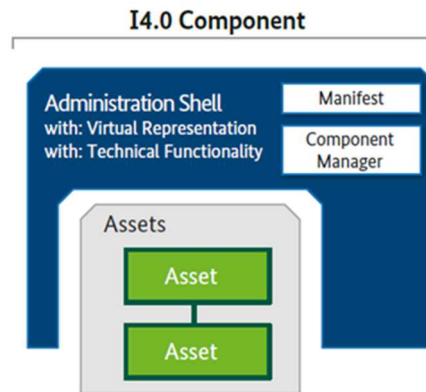 I4.0 Component
Administration Shell
with: Virtual Representation
with: Technical Functionality
Manifest
Component
Manager
Assets
Asset
Asset